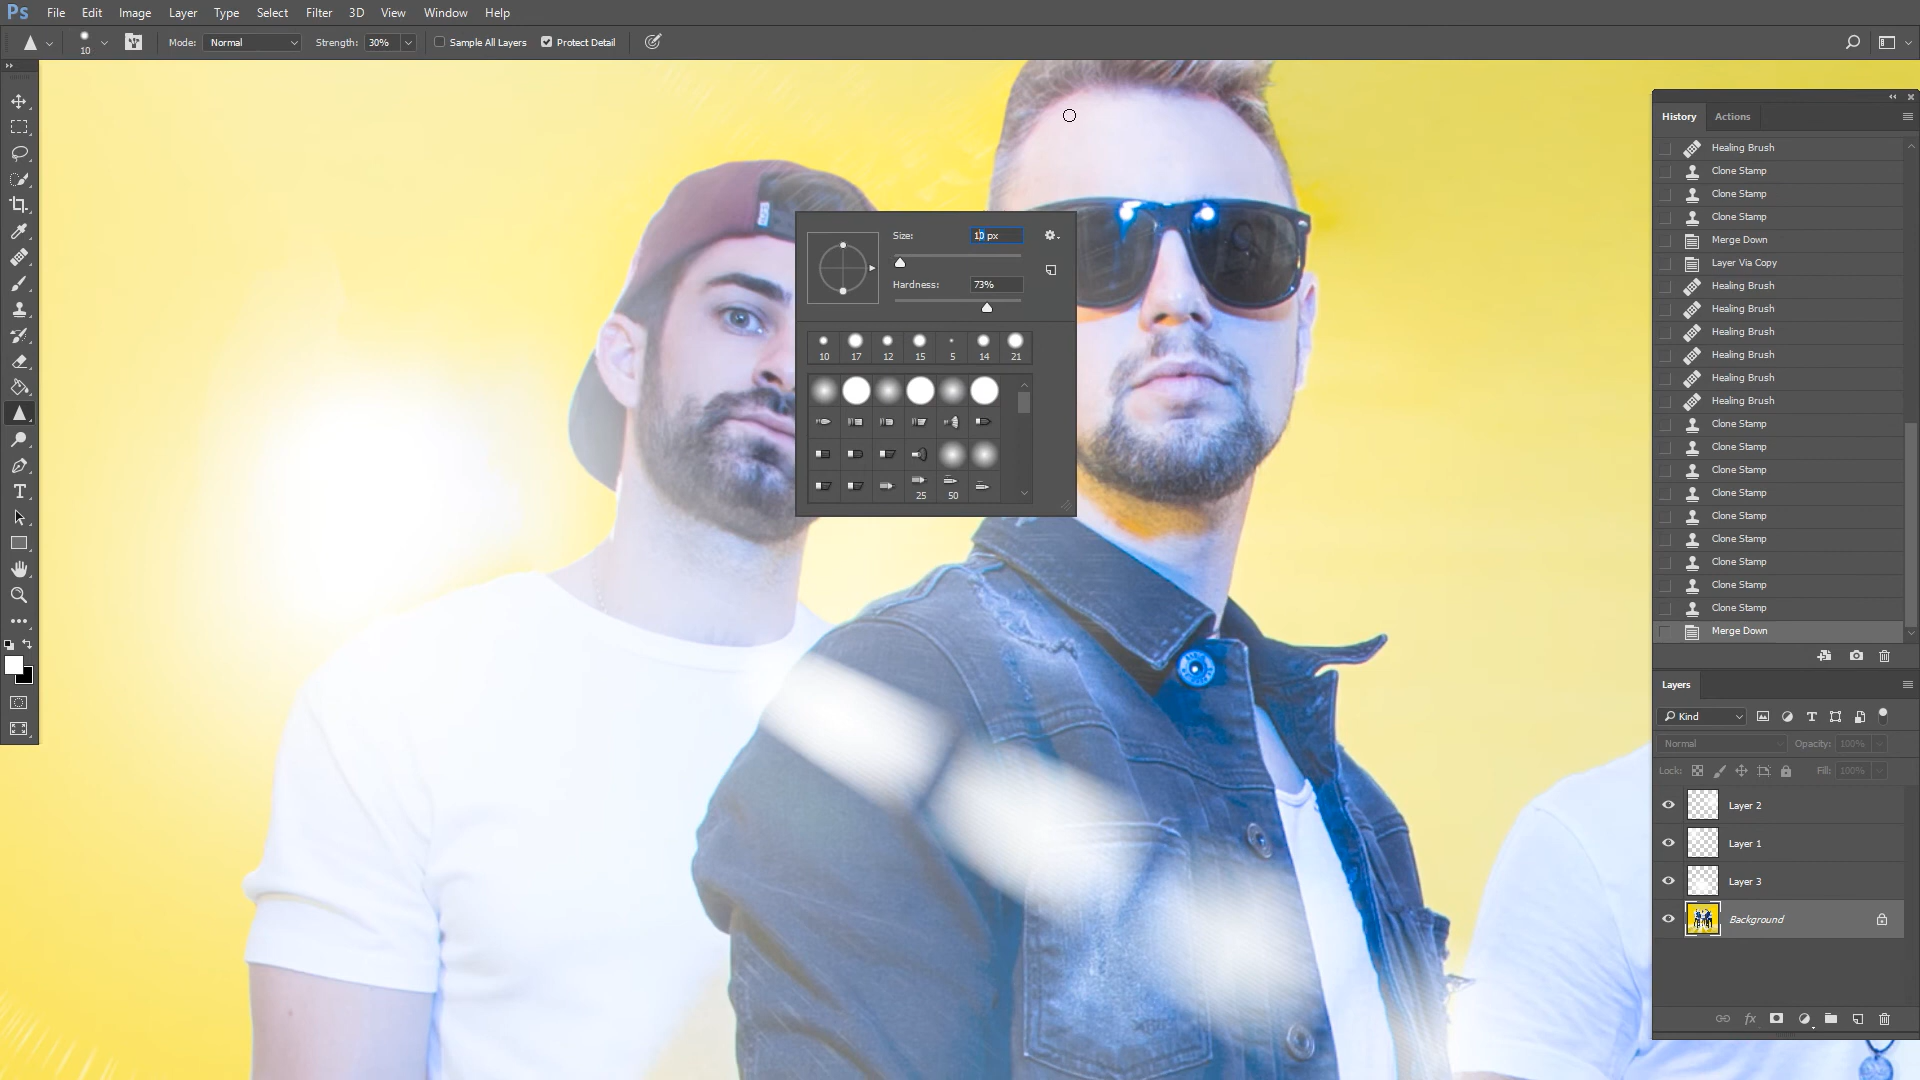 Ps File Edit Image Layer Type Select Filter 3D View Window Help
10 Mode: Normal Strength: 30% Sample All Layers Protect Detail
Size: 10 px
Hardness: 73%
10 17 12 15 5 14 21
25 50
History Actions
Healing Brush
Clone Stamp
Clone Stamp
Clone Stamp
Merge Down
Layer Via Copy
Healing Brush
Healing Brush
Healing Brush
Healing Brush
Healing Brush
Healing Brush
Clone Stamp
Clone Stamp
Clone Stamp
Clone Stamp
Clone Stamp
Clone Stamp
Clone Stamp
Clone Stamp
Clone Stamp
Merge Down
Layers
Kind
Normal Opacity: 100%
Lock: Fill: 100%
Layer 2
Layer 1
Layer 3
Background